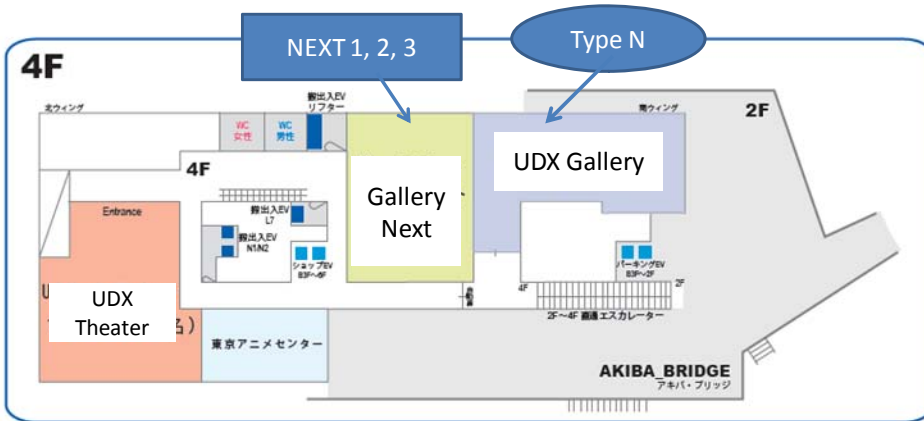 NEXT 1, 2, 3
Type N
4F
北ウィング
搬出入EV
リフター
南ウィング
2F
WC
女性
WC
男性
4F
Gallery
Next
UDX Gallery
Entrance
搬出入EV
L7
搬出入EV
N1/N2
ショップEV
B3F～6F
パーキングEV
B3F～2F
4F
2F
2F～4F 直通エスカレーター
UDX
Theater
名）
東京アニメセンター
AKIBA_BRIDGE
アキバ・ブリッジ